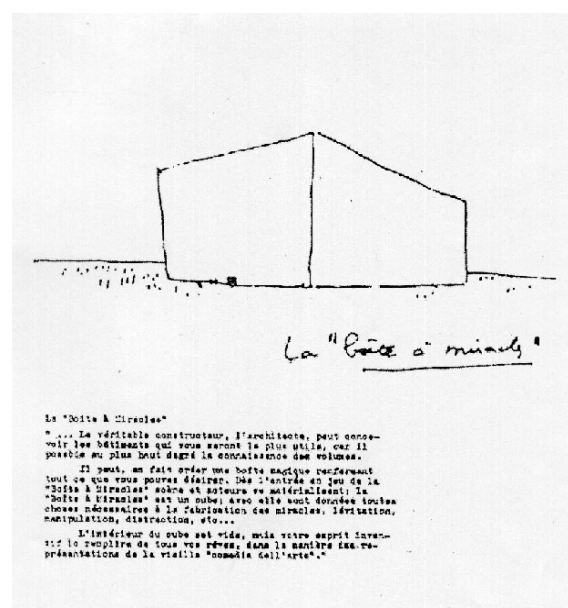 La "boîte à miracles"
La "Boite à Miracles"
" ... Le véritable constructeur, l'architecte, peut conce-
voir les bâtiments qui vous seront le plus utils, car il
possède au plus haut degré la connaissance des volumes.
Il peut, en fait créer une boîte magique renfermant
tout ce que vous pouvez désirer. Dès l'entrée en jeu de la
"Boîte à Miracles" scène et acteurs se matérialisent; la
"Boîte à Miracles" est un cube; avec elle sont données toutes
choses nécessaires à la fabrication des miracles, lévitation,
manipulation, distraction, etc...
L'intérieur du cube est vide, mais votre esprit inven-
tif le remplira de tous vos rêves, dans la manière des re-
présentations de la vieille "comedia dell'arte"."